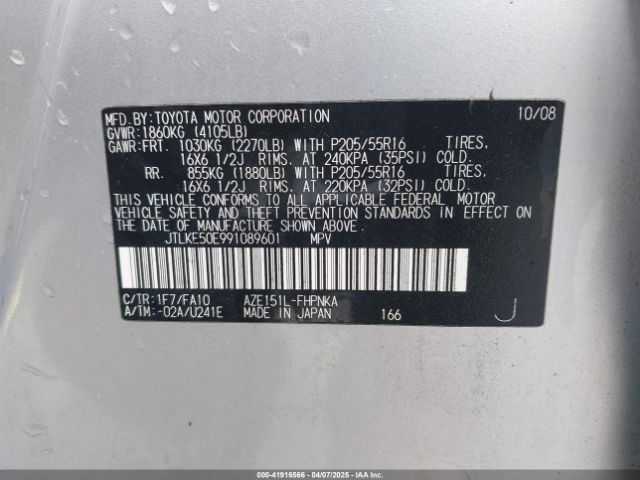 MFD. BY: TOYOTA MOTOR CORPORATION 10/08
GVWR: 1860KG (4105LB)
GAWR: FRT. 1030KG (2270LB) WITH P205/55R16 TIRES,
16X6 1/2J RIMS, AT 240KPA (35PSI) COLD.
RR. 855KG (1880LB) WITH P205/55R16 TIRES,
16X6 1/2J RIMS, AT 220KPA (32PSI) COLD.
THIS VEHICLE CONFORMS TO ALL APPLICABLE FEDERAL MOTOR
VEHICLE SAFETY AND THEFT PREVENTION STANDARDS IN EFFECT ON
THE DATE OF MANUFACTURE SHOWN ABOVE.
JTLKE50E991089601 MPV
C/TR: 1F7/FA10 AZE151L-FHPNKA
A/TM: -02A/U241E MADE IN JAPAN 166 J
000-41916566 - 04/07/2025 - IAAI.CA